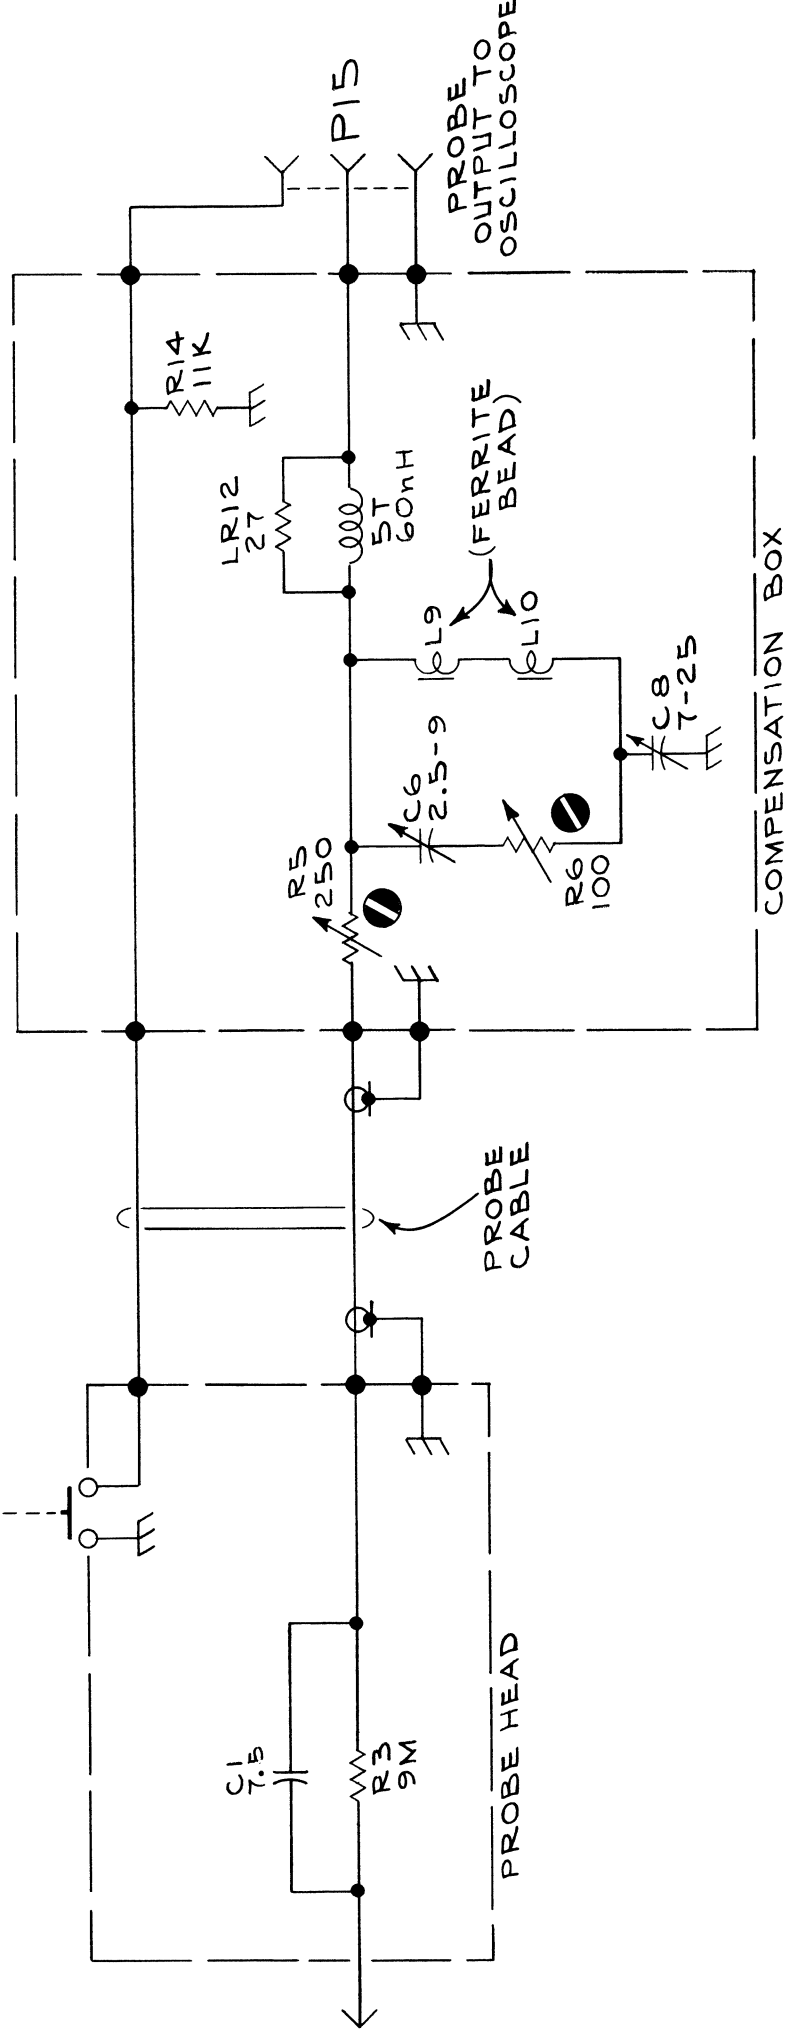 C1
7.5
R3
9M
PROBE HEAD
PROBE
CABLE
R5
250
C6
2.5-9
R6
100
L9
L10
(FERRITE
BEAD)
C8
7-25
LR12
27
5T
60nH
R14
11K
COMPENSATION BOX
P15
PROBE
OUTPUT TO
OSCILLOSCOPE